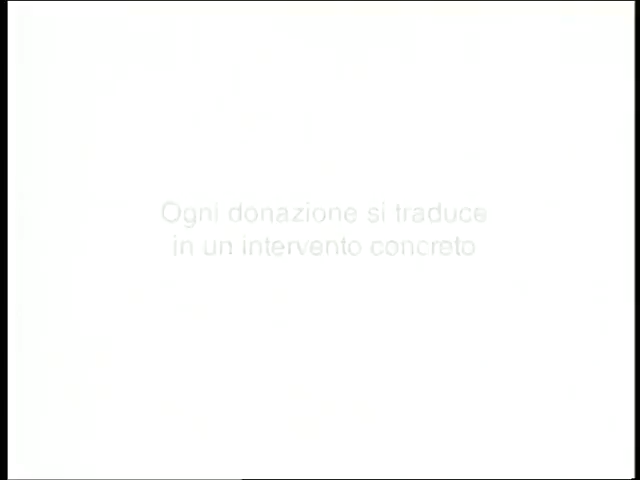 Ogni donazione si traduce
in un intervento concreto